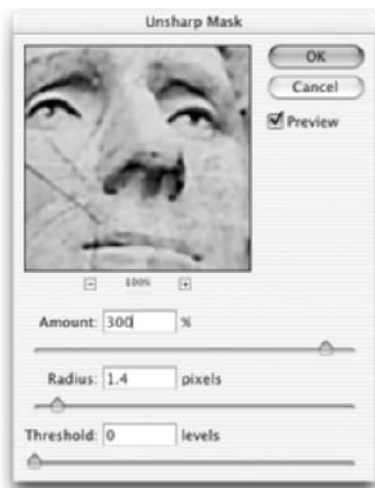 Unsharp Mask
OK
Cancel
Preview
100%
Amount: 300 %
Radius: 1.4 pixels
Threshold: 0 levels